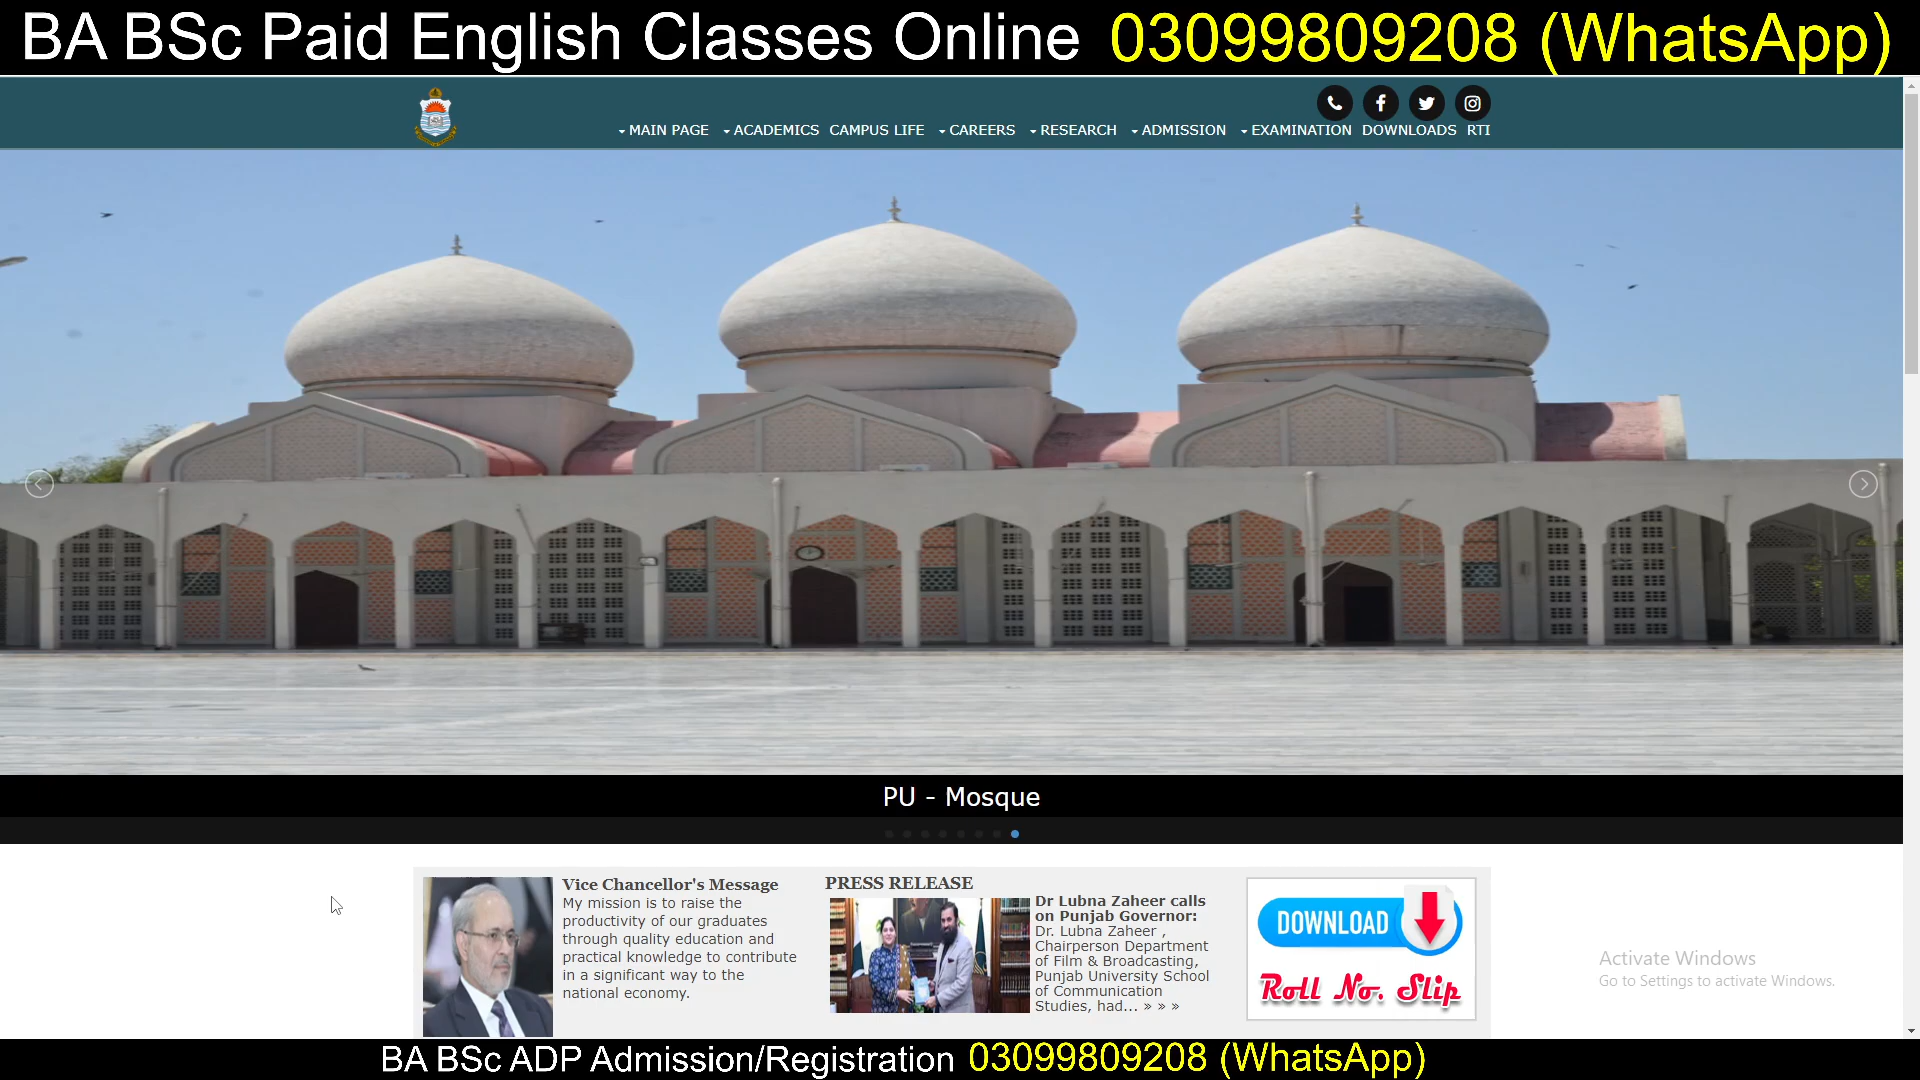 BA BSc Paid English Classes Online 03099809208 (WhatsApp)
MAIN PAGE ACADEMICS CAMPUS LIFE CAREERS RESEARCH ADMISSION EXAMINATION DOWNLOADS RTI
PU - Mosque
Vice Chancellor's Message
My mission is to raise the
productivity of our graduates
through quality education and
practical knowledge to contribute
in a significant way to the
national economy.
PRESS RELEASE
Dr Lubna Zaheer calls
on Punjab Governor:
Dr. Lubna Zaheer ,
Chairperson Department
of Film & Broadcasting,
Punjab University School
of Communication
Studies, had... » » »
DOWNLOAD
Roll No. Slip
Activate Windows
Go to Settings to activate Windows.
BA BSc ADP Admission/Registration 03099809208 (WhatsApp)